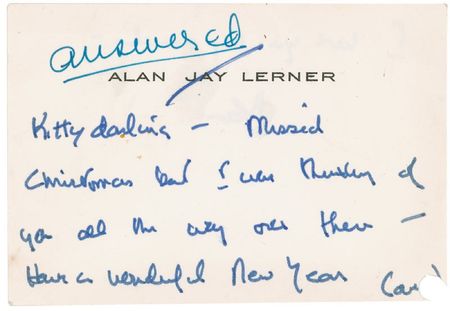 answered
ALAN JAY LERNER
Kitty darling — Missed
Christmas but I was thinking of
you all the way over there —
Have a wonderful New Year (and